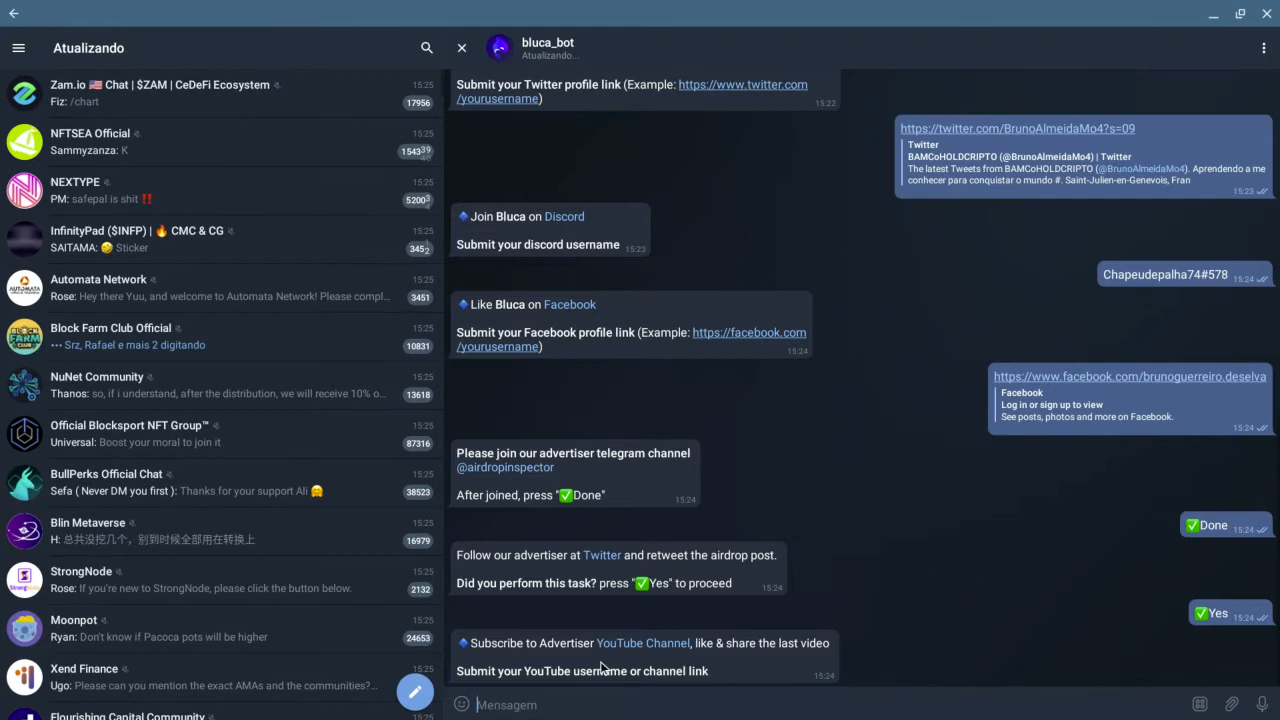 Atualizando
Zam.io 🇺🇸 Chat | $ZAM | CeDeFi Ecosystem
15:25
Fiz: /chart
17956
NFTSEA Official
15:25
Sammyzanza: K
1543
NEXTYPE
15:25
PM: safepal is shit ‼️
5200
InfinityPad ($INFP) | 🔥 CMC & CG
15:25
SAITAMA: 🤣 Sticker
345
Automata Network
15:25
Rose: Hey there Yuu, and welcome to Automata Network! Please compl...
3451
Block Farm Club Official
15:25
Srz, Rafael e mais 2 digitando
10831
NuNet Community
15:25
Thanos: so, if i understand, after the distribution, we will receive 10% o...
13618
Official Blocksport NFT Group™
15:25
Universal: Boost your moral to join it
87316
BullPerks Official Chat
15:25
Sefa ( Never DM you first ): Thanks for your support Ali 🤗
38523
Blin Metaverse
15:25
H: 总共没挖几个，别到时候全部用在转换上
16979
StrongNode
15:25
Rose: If you're new to StrongNode, please click the button below.
2132
Moonpot
15:25
Ryan: Don't know if Pacoca pots will be higher
24653
Xend Finance
15:25
Ugo: Please can you mention the exact AMAs and the communities?...
Flourishing Capital Community
15:25
bluca_bot
Atualizando...
Submit your Twitter profile link (Example: https://www.twitter.com
/yourusername)
15:22
https://twitter.com/BrunoAlmeidaMo4?s=09
Twitter
BAMCoHOLDCRIPTO (@BrunoAlmeidaMo4) | Twitter
The latest Tweets from BAMCoHOLDCRIPTO (@BrunoAlmeidaMo4). Aprendendo a me
conhecer para conquistar o mundo #. Saint-Julien-en-Genevois, Fran
15:23
🔹Join Bluca on Discord
Submit your discord username
15:23
Chapeudepalha74#578
15:24
🔹Like Bluca on Facebook
Submit your Facebook profile link (Example: https://facebook.com
/yourusername)
15:24
https://www.facebook.com/brunoguerreiro.deselva
Facebook
Log in or sign up to view
See posts, photos and more on Facebook.
15:24
Please join our advertiser telegram channel
@airdropinspector
After joined, press "✅Done"
15:24
✅Done
15:24
Follow our advertiser at Twitter and retweet the airdrop post.
Did you perform this task? press "✅Yes" to proceed
15:24
✅Yes
15:24
🔹Subscribe to Advertiser YouTube Channel, like & share the last video
Submit your YouTube username or channel link
15:24
Mensagem